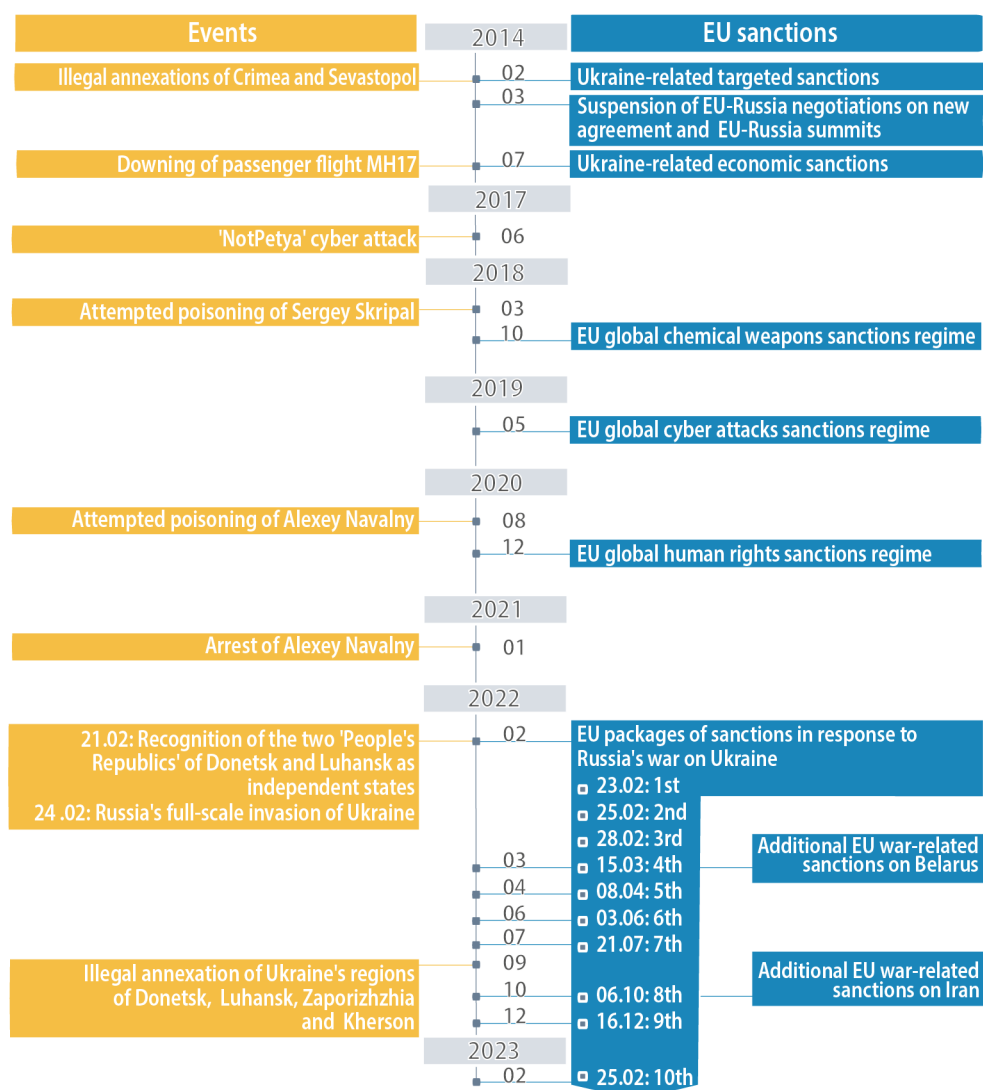 Events
2014
EU sanctions
Illegal annexations of Crimea and Sevastopol
02
Ukraine-related targeted sanctions
03
Suspension of EU-Russia negotiations on new
agreement and EU-Russia summits
Downing of passenger flight MH17
07
Ukraine-related economic sanctions
2017
'NotPetya' cyber attack
06
2018
Attempted poisoning of Sergey Skripal
03
10
EU global chemical weapons sanctions regime
2019
05
EU global cyber attacks sanctions regime
2020
Attempted poisoning of Alexey Navalny
08
12
EU global human rights sanctions regime
2021
Arrest of Alexey Navalny
01
2022
21.02: Recognition of the two 'People's
Republics' of Donetsk and Luhansk as
independent states
24 .02: Russia's full-scale invasion of Ukraine
02
EU packages of sanctions in response to
Russia's war on Ukraine
23.02: 1st
25.02: 2nd
28.02: 3rd
03
15.03: 4th
Additional EU war-related
sanctions on Belarus
04
08.04: 5th
06
03.06: 6th
07
21.07: 7th
Illegal annexation of Ukraine's regions
of Donetsk, Luhansk, Zaporizhzhia
and Kherson
09
10
06.10: 8th
Additional EU war-related
sanctions on Iran
12
16.12: 9th
2023
02
25.02: 10th